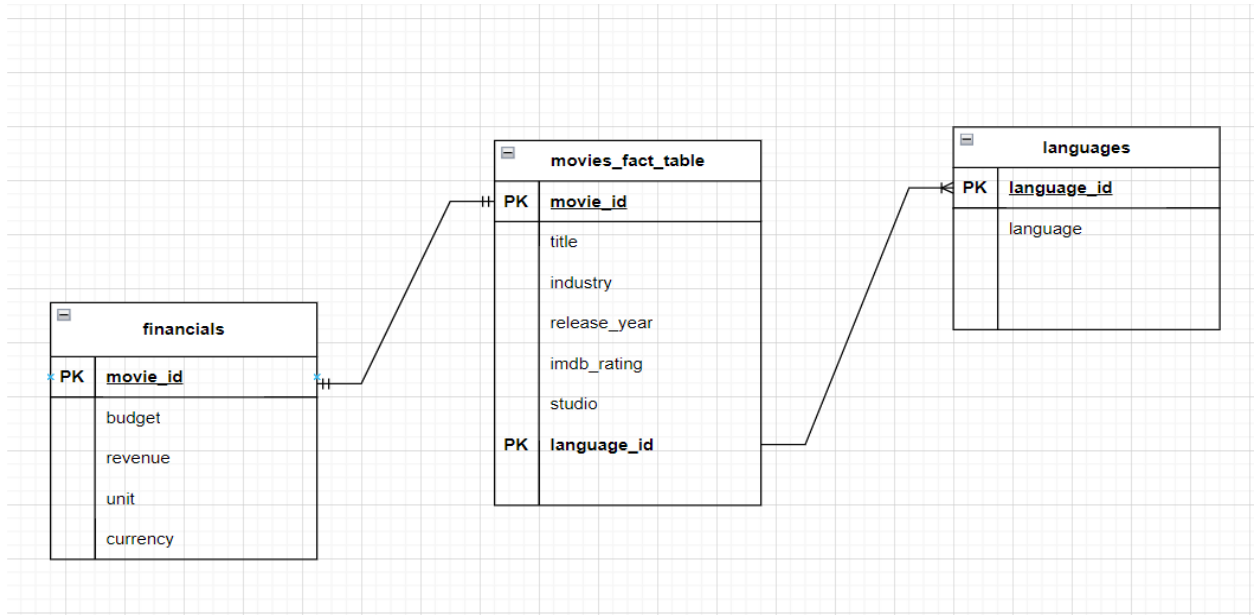 financials
PK movie_id
budget
revenue
unit
currency
movies_fact_table
PK movie_id
title
industry
release_year
imdb_rating
studio
PK language_id
languages
PK language_id
language